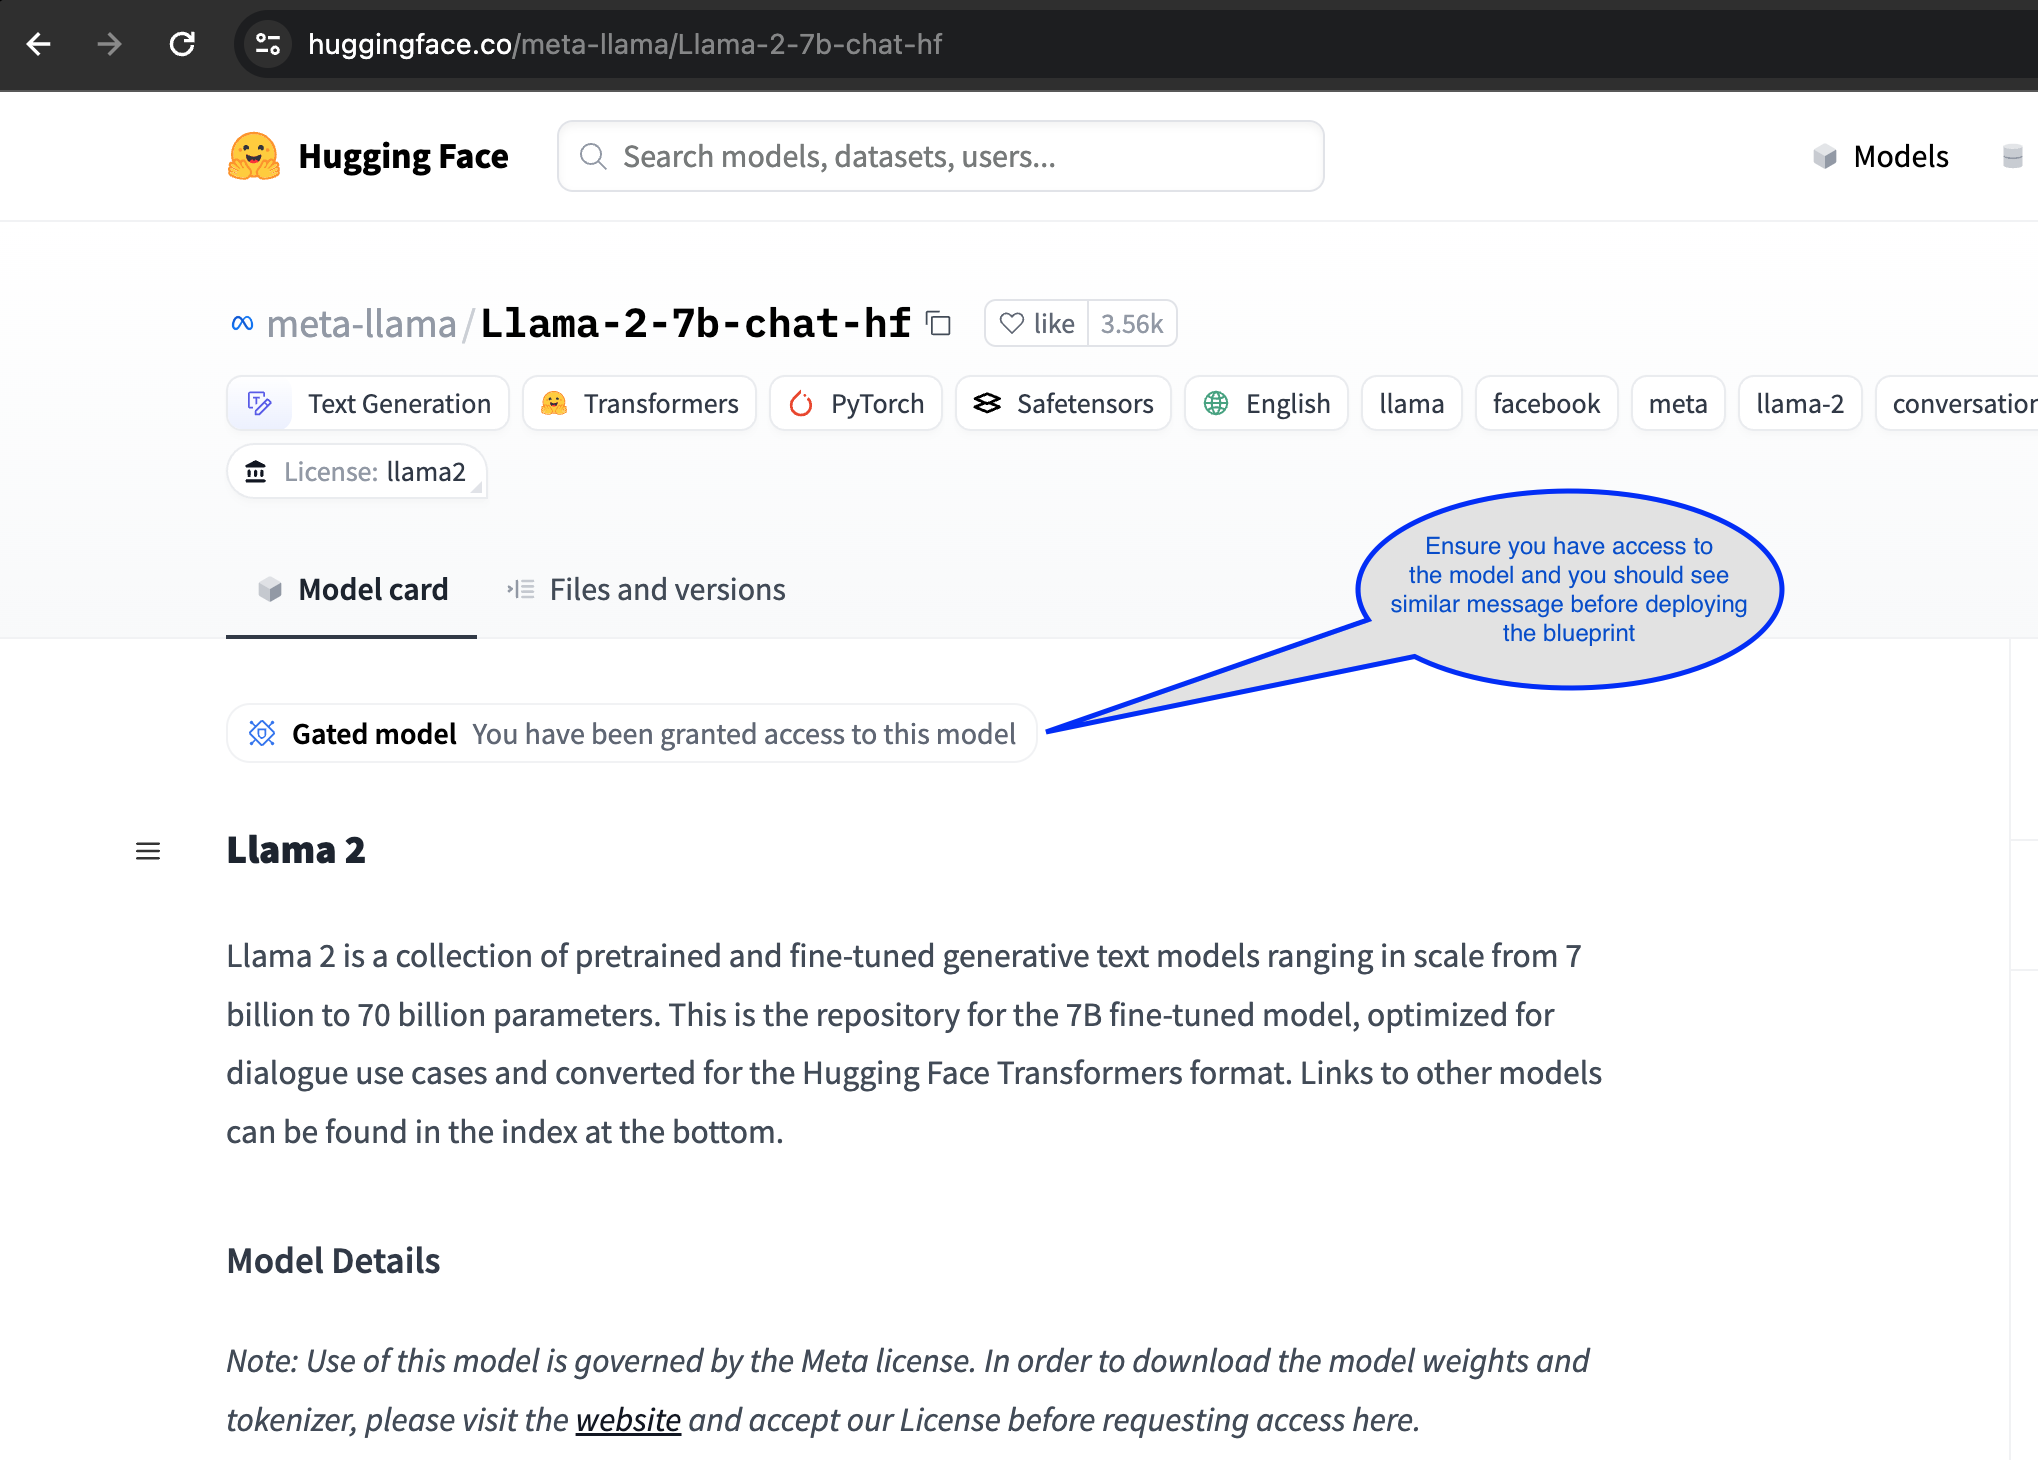 huggingface.co/meta-llama/Llama-2-7b-chat-hf
Hugging Face
Search models, datasets, users...
Models
meta-llama/Llama-2-7b-chat-hf
like 3.56k
Text Generation Transformers PyTorch Safetensors English llama facebook meta llama-2 conversation
License: llama2
Ensure you have access to
the model and you should see
similar message before deploying
the blueprint
Model card Files and versions
Gated model You have been granted access to this model
Llama 2
Llama 2 is a collection of pretrained and fine-tuned generative text models ranging in scale from 7
billion to 70 billion parameters. This is the repository for the 7B fine-tuned model, optimized for
dialogue use cases and converted for the Hugging Face Transformers format. Links to other models
can be found in the index at the bottom.
Model Details
Note: Use of this model is governed by the Meta license. In order to download the model weights and
tokenizer, please visit the website and accept our License before requesting access here.